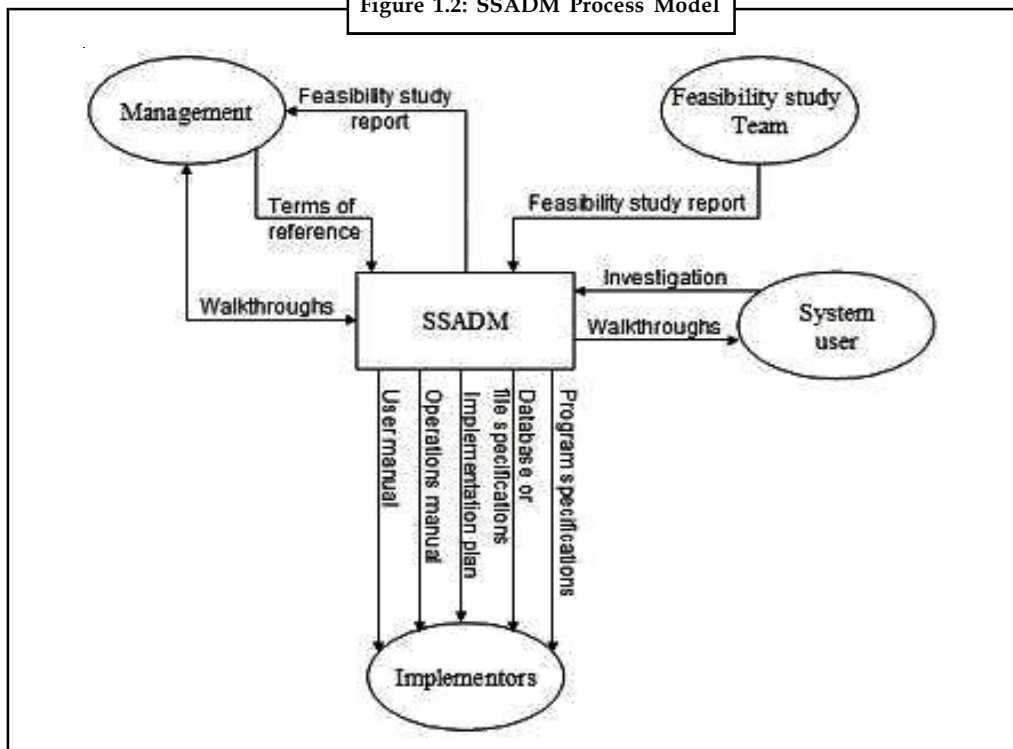 Figure 1.2: SSADM Process Model
Management
Feasibility study
report
Feasibility study
Team
Terms of
reference
Feasibility study report
Walkthroughs
SSADM
Investigation
Walkthroughs
System
user
User manual
Operations manual
Implementation plan
Database or
file specifications
Program specifications
Implementors